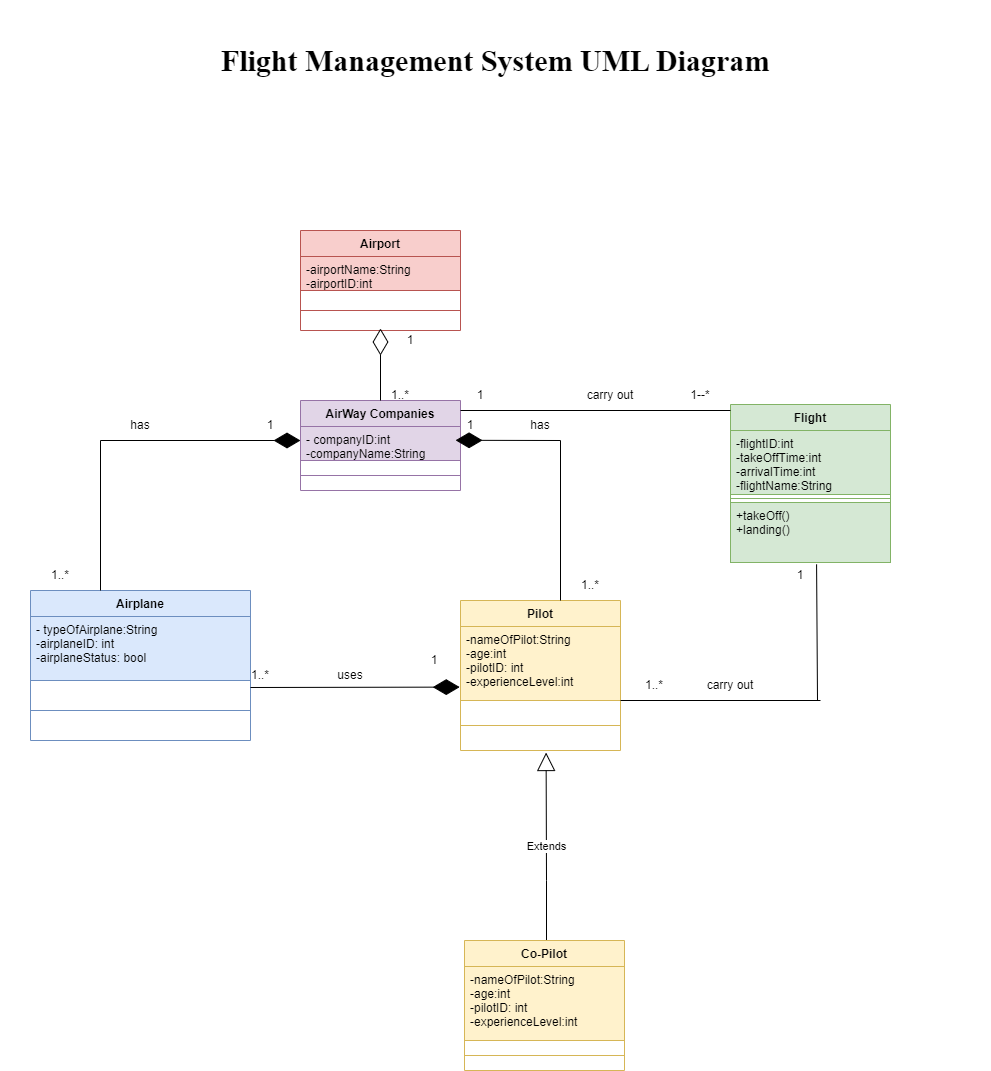 Flight Management System UML Diagram
Airport
-airportName:String
-airportID:int
1
1..*
AirWay Companies
- companyID:int
-companyName:String
1
carry out
1--*
has
1
1
has
Flight
-flightID:int
-takeOffTime:int
-arrivalTime:int
-flightName:String
+takeOff()
+landing()
1
1..*
1..*
Airplane
- typeOfAirplane:String
-airplaneID: int
-airplaneStatus: bool
1..*
uses
1
Pilot
-nameOfPilot:String
-age:int
-pilotID: int
-experienceLevel:int
1..*
carry out
Extends
Co-Pilot
-nameOfPilot:String
-age:int
-pilotID: int
-experienceLevel:int